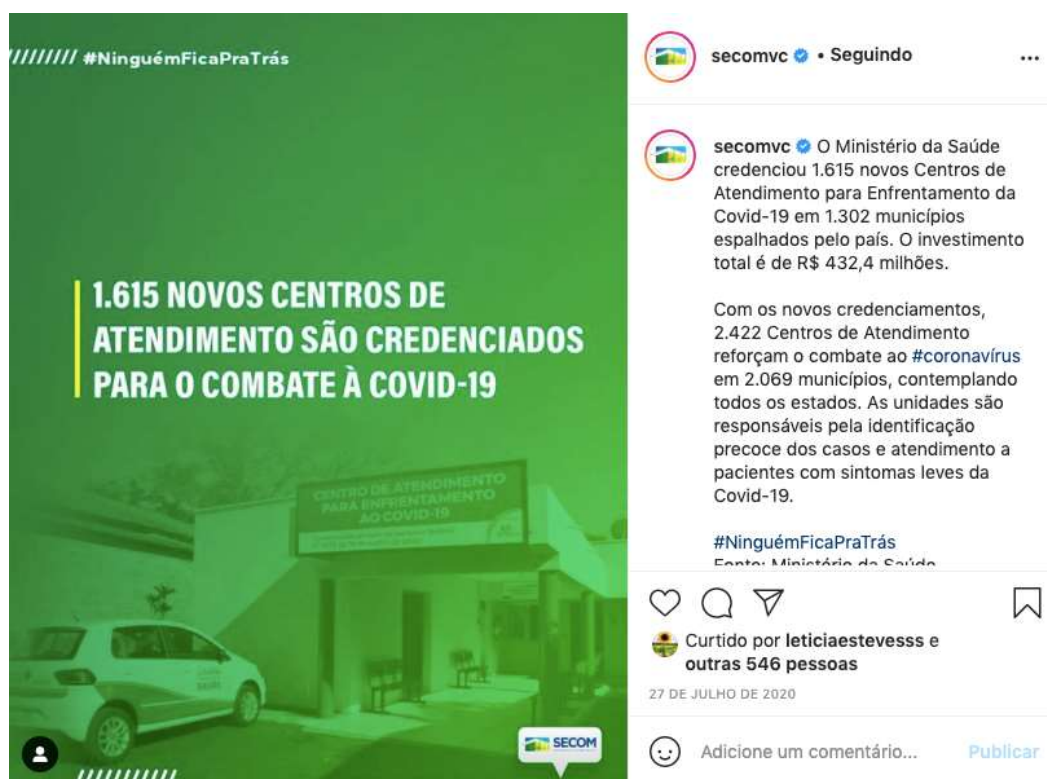 ///////// #NinguémFicaPraTrás
1.615 NOVOS CENTROS DE
ATENDIMENTO SÃO CREDENCIADOS
PARA O COMBATE À COVID-19
CENTRO DE ATENDIMENTO
PARA ENFRENTAMENTO
AO COVID-19
SECOM
secomvc • Seguindo
secomvc O Ministério da Saúde
credenciou 1.615 novos Centros de
Atendimento para Enfrentamento da
Covid-19 em 1.302 municípios
espalhados pelo país. O investimento
total é de R$ 432,4 milhões.
Com os novos credenciamentos,
2.422 Centros de Atendimento
reforçam o combate ao #coronavírus
em 2.069 municípios, contemplando
todos os estados. As unidades são
responsáveis pela identificação
precoce dos casos e atendimento a
pacientes com sintomas leves da
Covid-19.
#NinguémFicaPraTrás
Fonte: Ministério da Saúde
Curtido por leticiaestevesss e
outras 546 pessoas
27 DE JULHO DE 2020
Adicione um comentário... Publicar